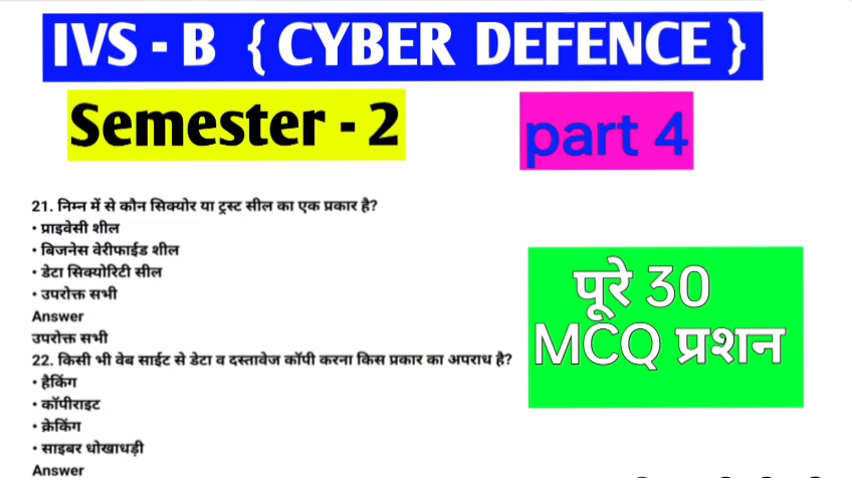 IVS - B { CYBER DEFENCE }
Semester - 2
part 4
21. निम्न में से कौन सिक्योर या ट्रस्ट सील का एक प्रकार है?
• प्राइवेसी शील
• बिजनेस वेरीफाईड शील
• डेटा सिक्योरिटी सील
• उपरोक्त सभी
Answer
उपरोक्त सभी
22. किसी भी वेब साईट से डेटा व दस्तावेज कॉपी करना किस प्रकार का अपराध है?
• हैकिंग
• कॉपीराइट
• क्रेकिंग
• साइबर धोखाधड़ी
Answer
पूरे 30
MCQ प्रशन